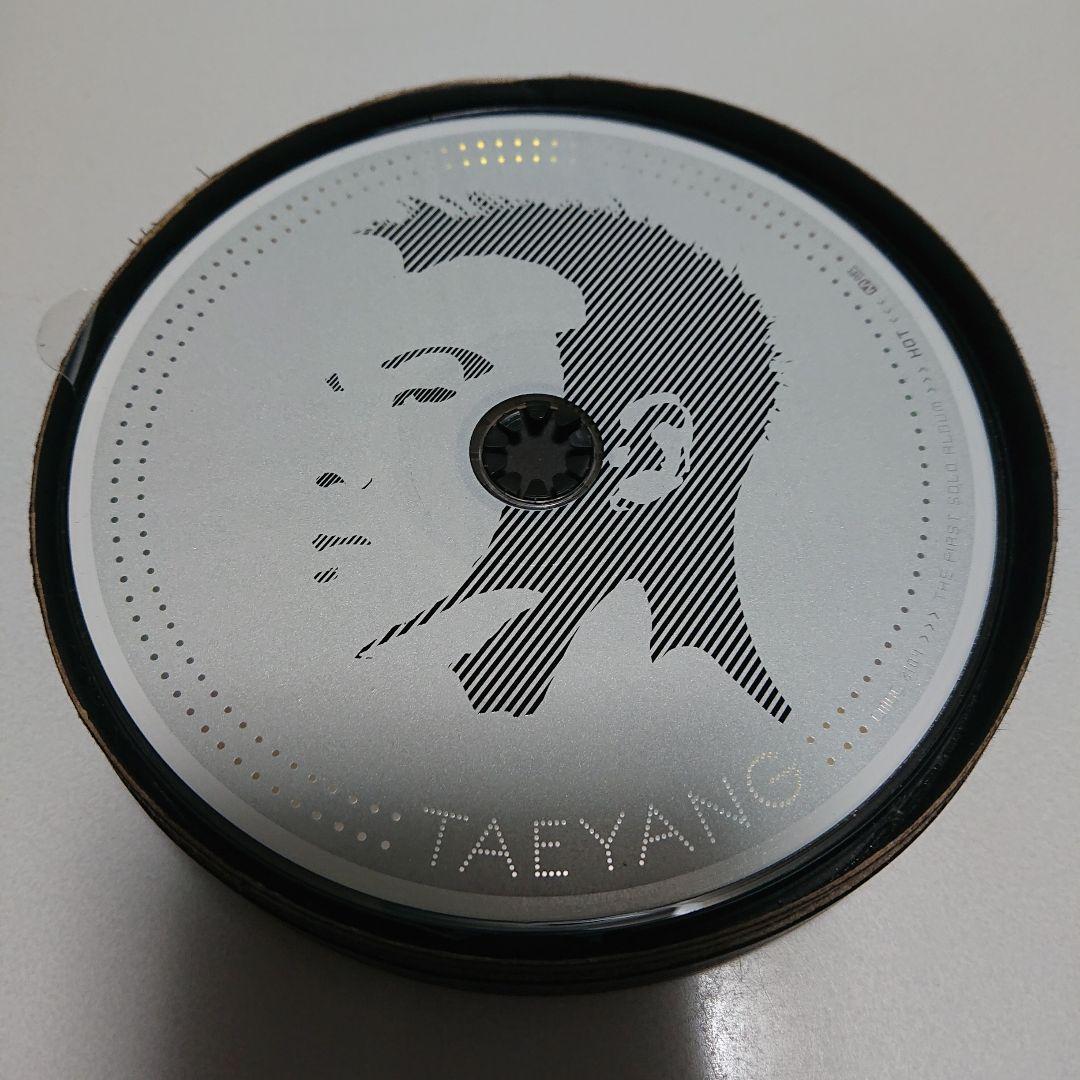 TAEYANG
HOT <<< THE FIRST SOLO ALBUM